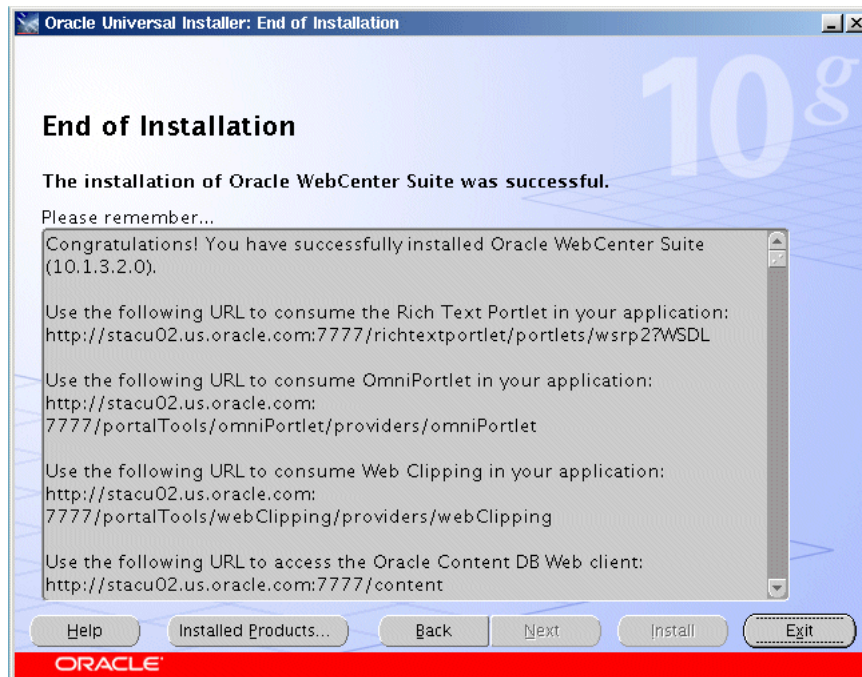 Oracle Universal Installer: End of Installation
10g
End of Installation
The installation of Oracle WebCenter Suite was successful.
Please remember...
Congratulations! You have successfully installed Oracle WebCenter Suite
(10.1.3.2.0).
Use the following URL to consume the Rich Text Portlet in your application:
http://stacu02.us.oracle.com:7777/richtextportlet/portlets/wsrp2?WSDL
Use the following URL to consume OmniPortlet in your application:
http://stacu02.us.oracle.com:
7777/portalTools/omniPortlet/providers/omniPortlet
Use the following URL to consume Web Clipping in your application:
http://stacu02.us.oracle.com:
7777/portalTools/webClipping/providers/webClipping
Use the following URL to access the Oracle Content DB Web client:
http://stacu02.us.oracle.com:7777/content
Help Installed Products... Back Next Install Exit
ORACLE